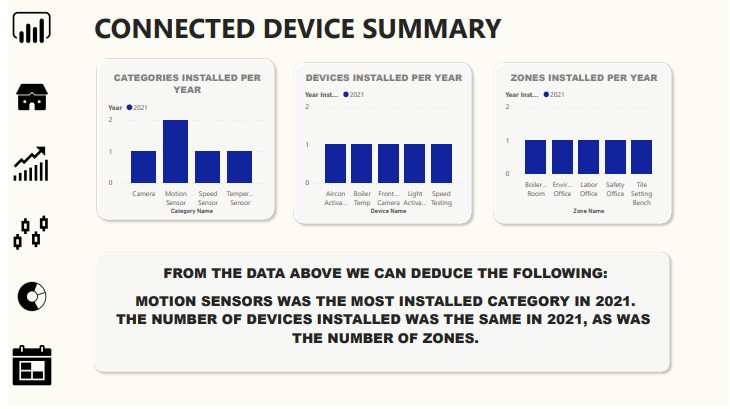 CONNECTED DEVICE SUMMARY
CATEGORIES INSTALLED PER
YEAR
Year 2021
2
1
0
Camera
Motion
Sensor
Speed
Sensor
Temper...
Sensor
Category Name
DEVICES INSTALLED PER YEAR
Year Inst... 2021
2
1
0
Aircon
Activa...
Boiler
Temp
Front...
Camera
Light
Activa...
Speed
Testing
Device Name
ZONES INSTALLED PER YEAR
Year Inst... 2021
2
1
0
Boiler...
Room
Envir...
Office
Labor
Office
Safety
Office
Tile
Setting
Bench
Zone Name
FROM THE DATA ABOVE WE CAN DEDUCE THE FOLLOWING:
MOTION SENSORS WAS THE MOST INSTALLED CATEGORY IN 2021.
THE NUMBER OF DEVICES INSTALLED WAS THE SAME IN 2021, AS WAS
THE NUMBER OF ZONES.